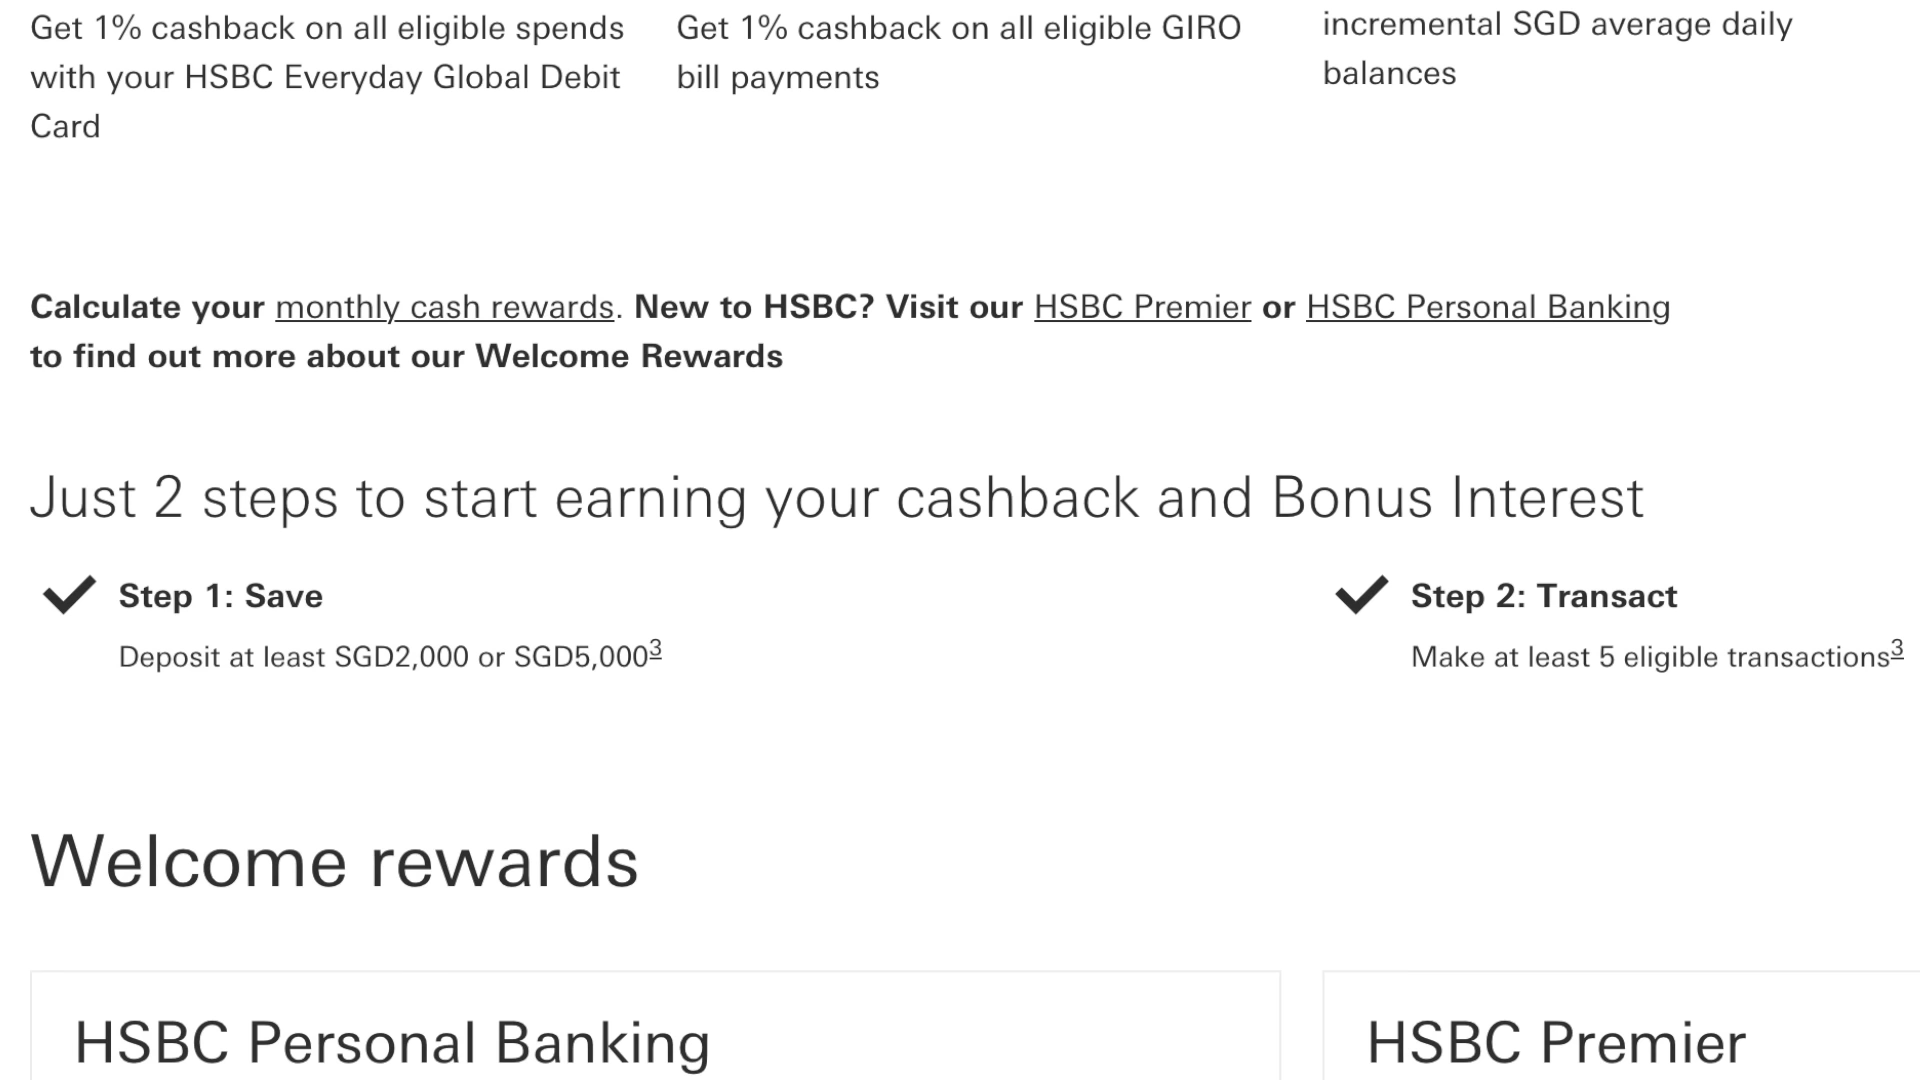 Get 1% cashback on all eligible spends
with your HSBC Everyday Global Debit
Card
Get 1% cashback on all eligible GIRO
bill payments
incremental SGD average daily
balances
Calculate your monthly cash rewards. New to HSBC? Visit our HSBC Premier or HSBC Personal Banking
to find out more about our Welcome Rewards
Just 2 steps to start earning your cashback and Bonus Interest
Step 1: Save
Deposit at least SGD2,000 or SGD5,000³
Step 2: Transact
Make at least 5 eligible transactions³
Welcome rewards
HSBC Personal Banking
HSBC Premier